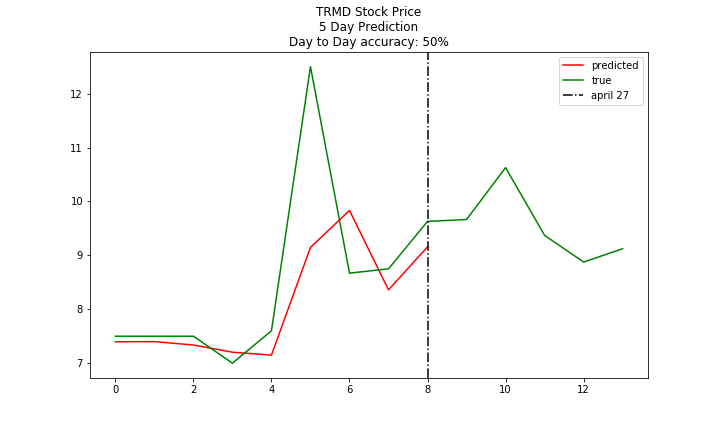 TRMD Stock Price
5 Day Prediction
Day to Day accuracy: 50%
predicted
true
april 27
12
11
10
9
8
7
0
2
4
6
8
10
12